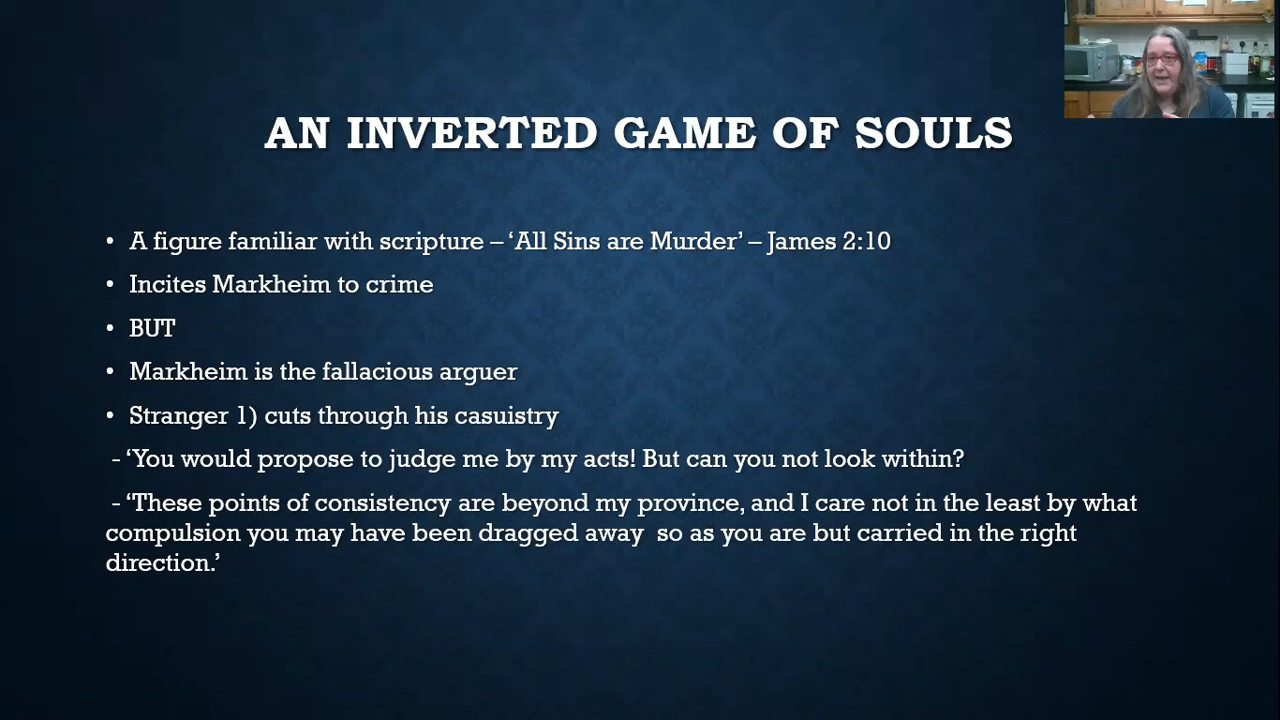 AN INVERTED GAME OF SOULS
• A figure familiar with scripture – ‘All Sins are Murder’ – James 2:10
• Incites Markheim to crime
• BUT
• Markheim is the fallacious arguer
• Stranger 1) cuts through his casuistry
- ‘You would propose to judge me by my acts! But can you not look within?
- ‘These points of consistency are beyond my province, and I care not in the least by what
compulsion you may have been dragged away  so as you are but carried in the right
direction.’